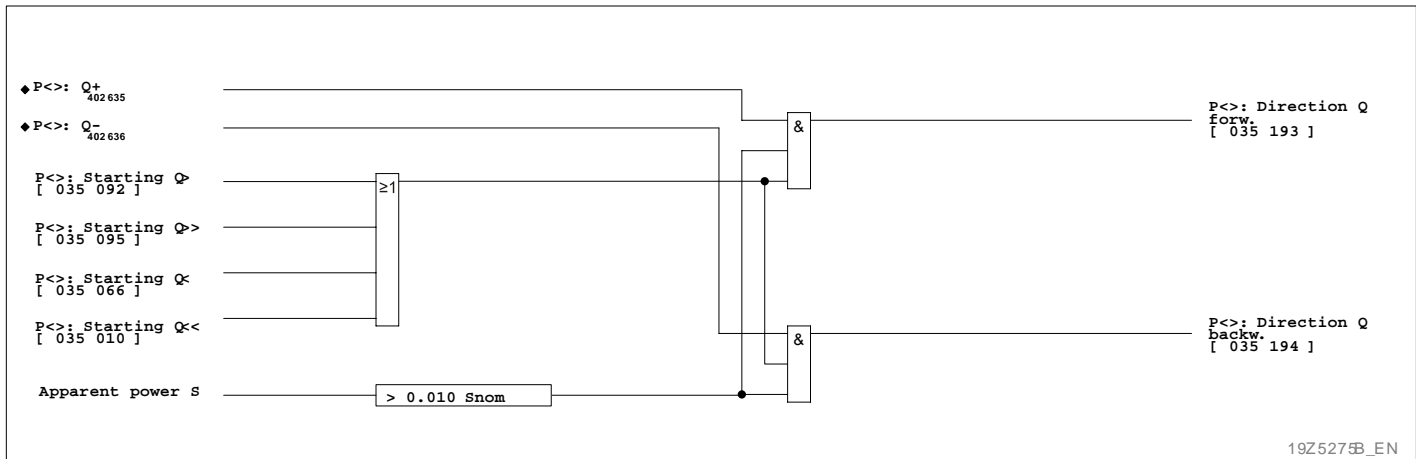 P<>: Q+
402 635
P<>: Q-
402 636
P<>: Starting Q>
[ 035 092 ]
P<>: Starting Q>>
[ 035 095 ]
P<>: Starting Q<
[ 035 066 ]
P<>: Starting Q<<
[ 035 010 ]
Apparent power S
≥1
> 0.010 Snom
&
&
P<>: Direction Q
forw.
[ 035 193 ]
P<>: Direction Q
backw.
[ 035 194 ]
19Z5275B_EN